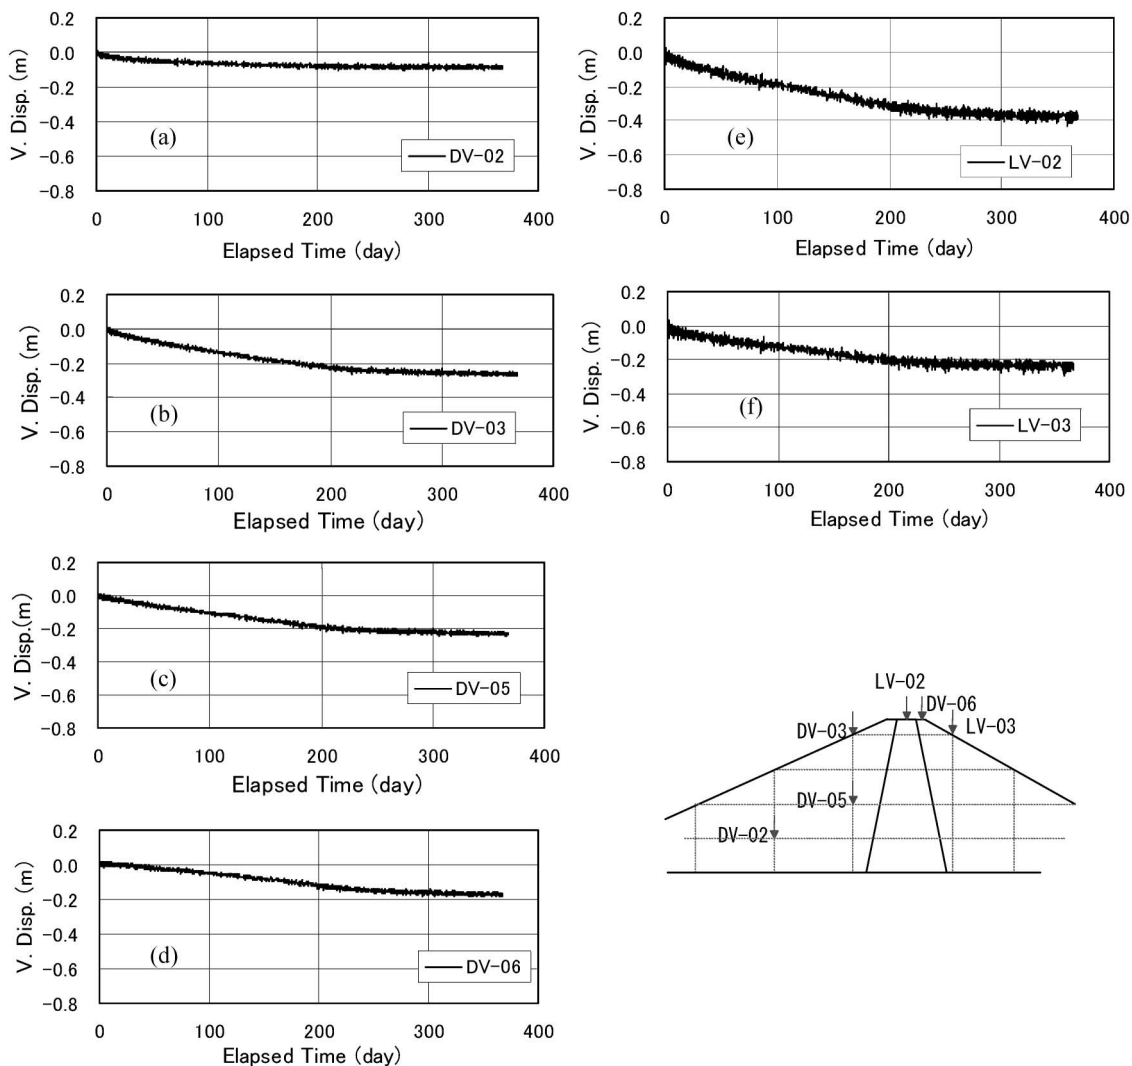 0.2
0.0
-0.2
-0.4
-0.6
-0.8
V. Disp. (m)
(a)
DV-02
0 100 200 300 400
Elapsed Time (day)
0.2
0.0
-0.2
-0.4
-0.6
-0.8
V. Disp. (m)
(b)
DV-03
0 100 200 300 400
Elapsed Time (day)
0.2
0.0
-0.2
-0.4
-0.6
-0.8
V. Disp.(m)
(c)
DV-05
0 100 200 300 400
Elapsed Time (day)
0.2
0.0
-0.2
-0.4
-0.6
-0.8
V. Disp. (m)
(d)
DV-06
0 100 200 300 400
Elapsed Time (day)
0.2
0.0
-0.2
-0.4
-0.6
-0.8
V. Disp. (m)
(e)
LV-02
0 100 200 300 400
Elapsed Time (day)
0.2
0.0
-0.2
-0.4
-0.6
-0.8
V. Disp. (m)
(f)
LV-03
0 100 200 300 400
Elapsed Time (day)
LV-02
DV-06
DV-03
LV-03
DV-05
DV-02